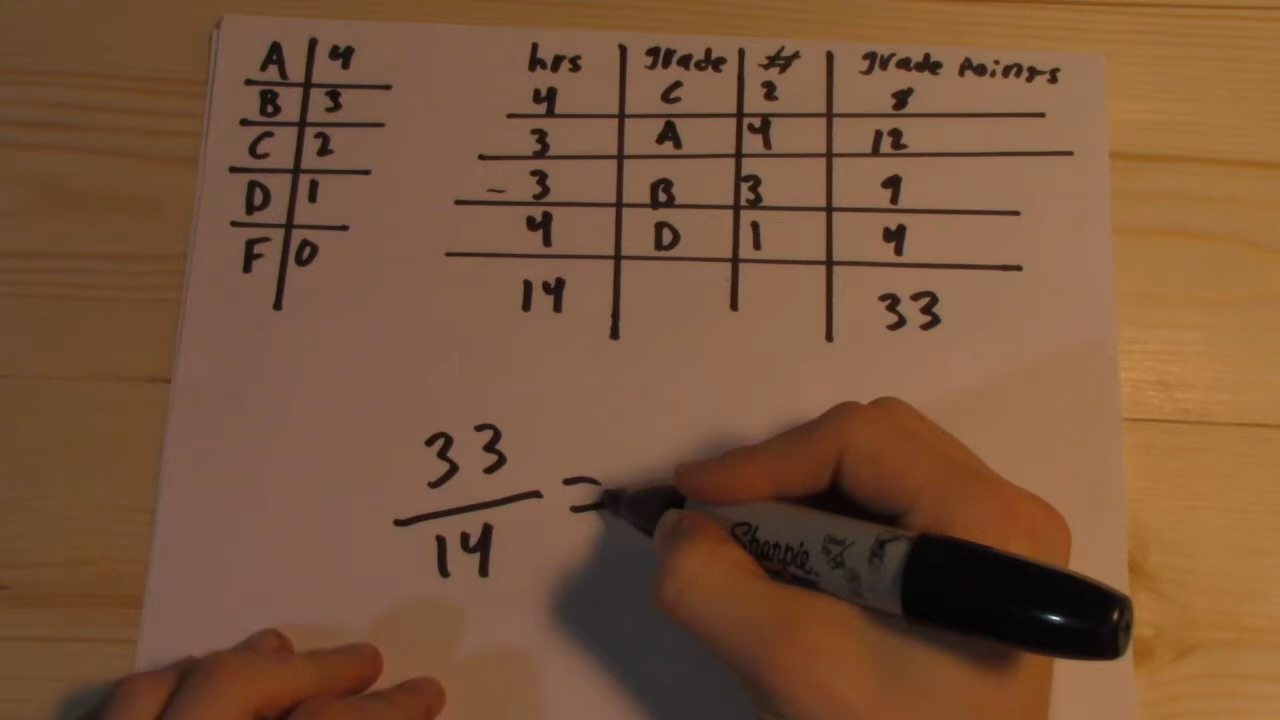 A 4
B 3
C 2
D 1
F 0
hrs grade # grade points
4 C 2 8
3 A 4 12
- 3 B 3 9
4 D 1 4
14 33
33
14
=
Sharpie.